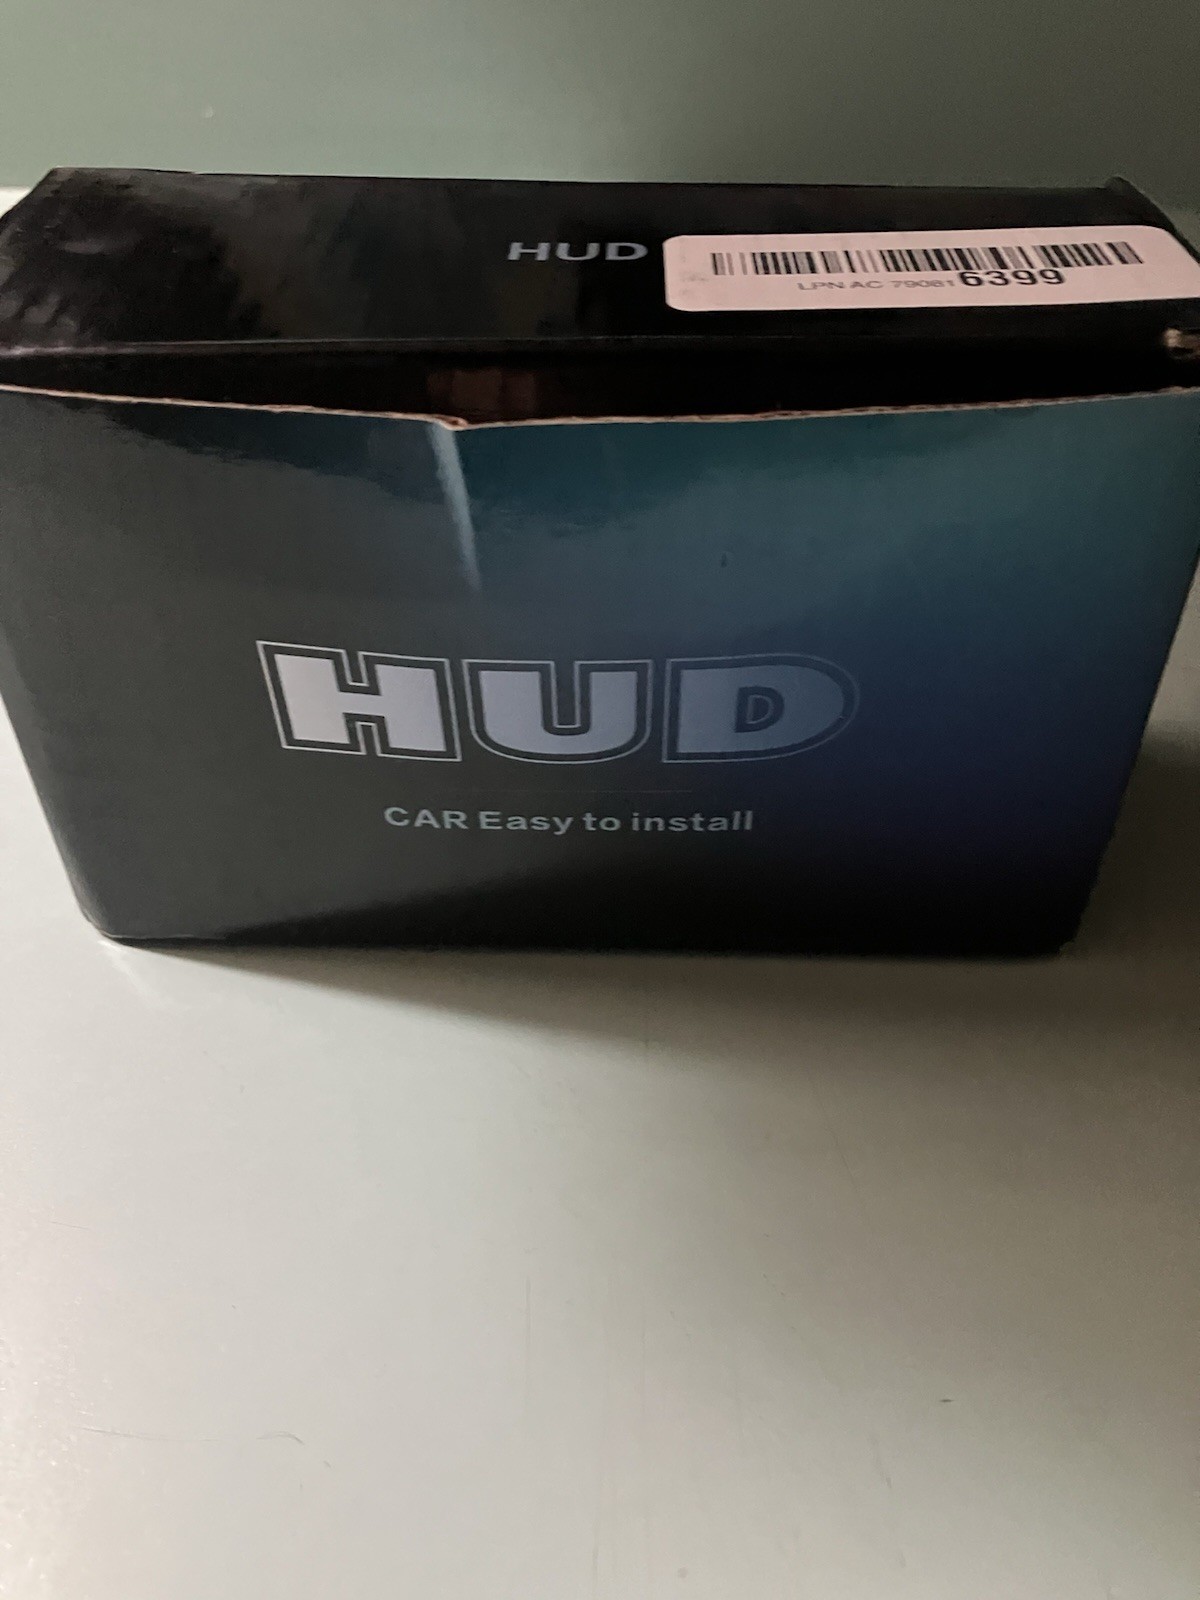 HUD
LPN AC 790816399
HUD
CAR Easy to install